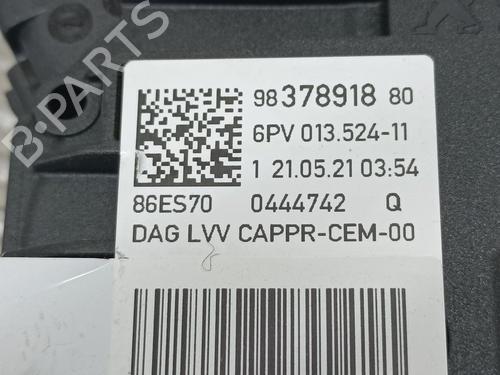 B-PARTS
98 378918 80
6PV 013.524-11
1 21.05.21 03:54
86ES70 0444742 Q
DAG LVV CAPPR-CEM-00